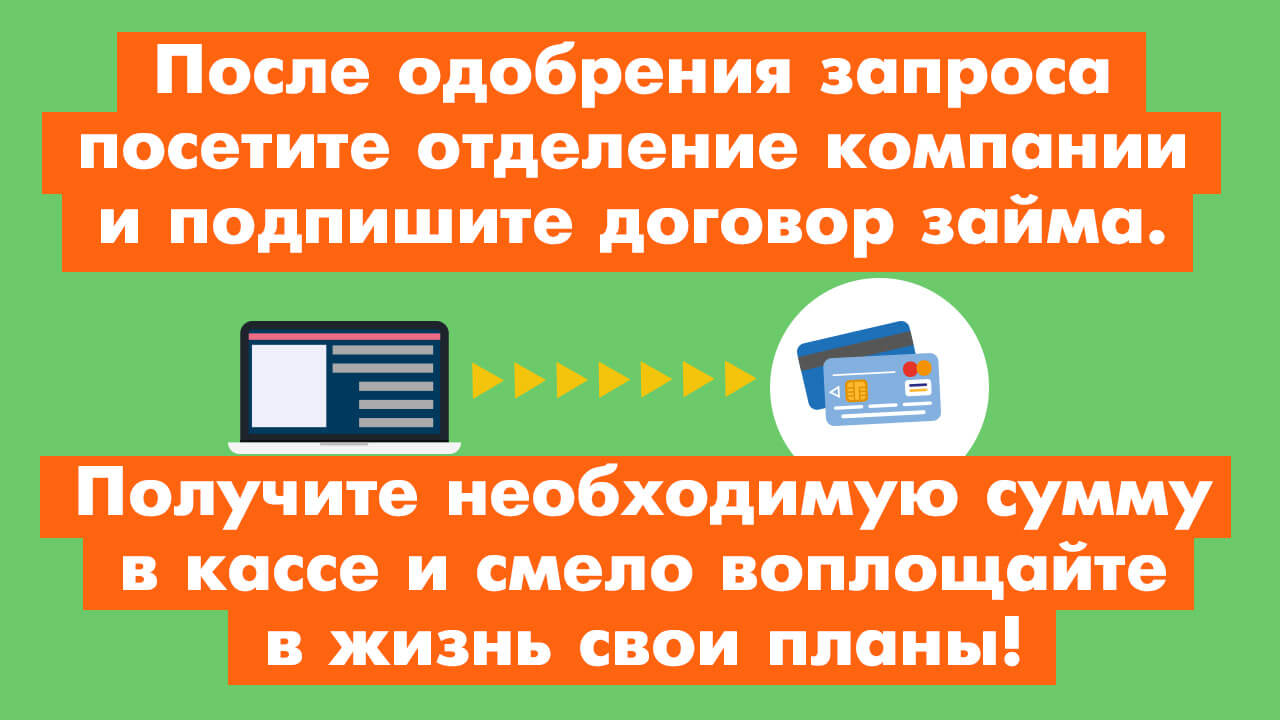 После одобрения запроса
посетите отделение компании
и подпишите договор займа.
Получите необходимую сумму
в кассе и смело воплощайте
в жизнь свои планы!